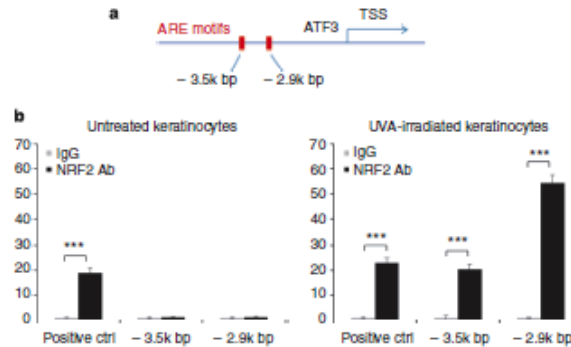 a
ARE motifs
ATF3
TSS
– 3.5k bp
– 2.9k bp
b
Untreated keratinocytes
70
60
50
40
30
20
10
0
IgG
NRF2 Ab
***
Positive ctrl
– 3.5k bp
– 2.9k bp
UVA-irradiated keratinocytes
70
60
50
40
30
20
10
0
IgG
NRF2 Ab
***
***
***
Positive ctrl
– 3.5k bp
– 2.9k bp